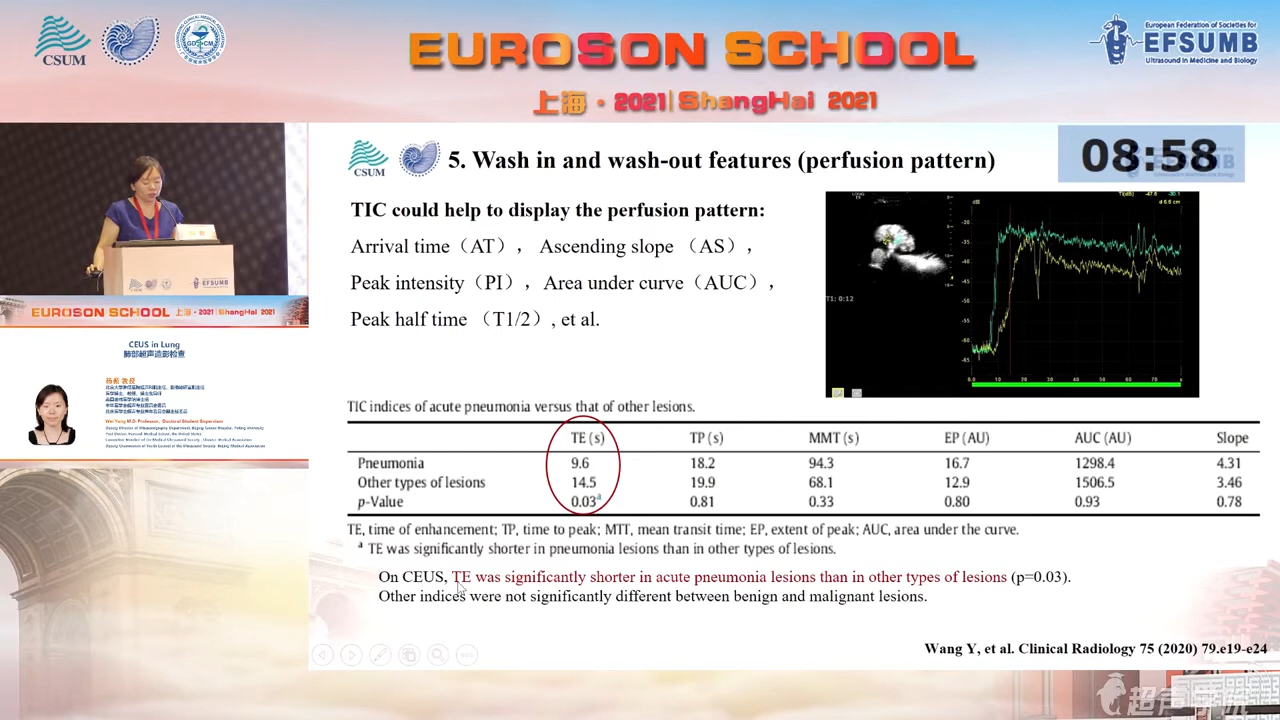 CSUM
GDSCM
EUROSON SCHOOL
上海·2021 | ShangHai 2021
European Federation of Societies for
EFSUMB
Ultrasound in Medicine and Biology
CSUM
5. Wash in and wash-out features (perfusion pattern)
08:58
TIC could help to display the perfusion pattern:
Arrival time（AT）， Ascending slope （AS），
Peak intensity（PI），Area under curve（AUC），
Peak half time （T1/2）, et al.
T1: 0:12
EUROSON SCHOOL 上海·2021 | ShangHai 2021
CEUS in Lung
肺部超声造影检查
杨薇 教授
TIC indices of acute pneumonia versus that of other lesions.
TE (s) TP (s) MMT (s) EP (AU) AUC (AU) Slope
Pneumonia 9.6 18.2 94.3 16.7 1298.4 4.31
Other types of lesions 14.5 19.9 68.1 12.9 1506.5 3.46
p-Value 0.03a 0.81 0.33 0.80 0.93 0.78
TE, time of enhancement; TP, time to peak; MTT, mean transit time; EP, extent of peak; AUC, area under the curve.
a TE was significantly shorter in pneumonia lesions than in other types of lesions.
On CEUS, TE was significantly shorter in acute pneumonia lesions than in other types of lesions (p=0.03).
Other indices were not significantly different between benign and malignant lesions.
Wang Y, et al. Clinical Radiology 75 (2020) 79.e19-e24
超声学院